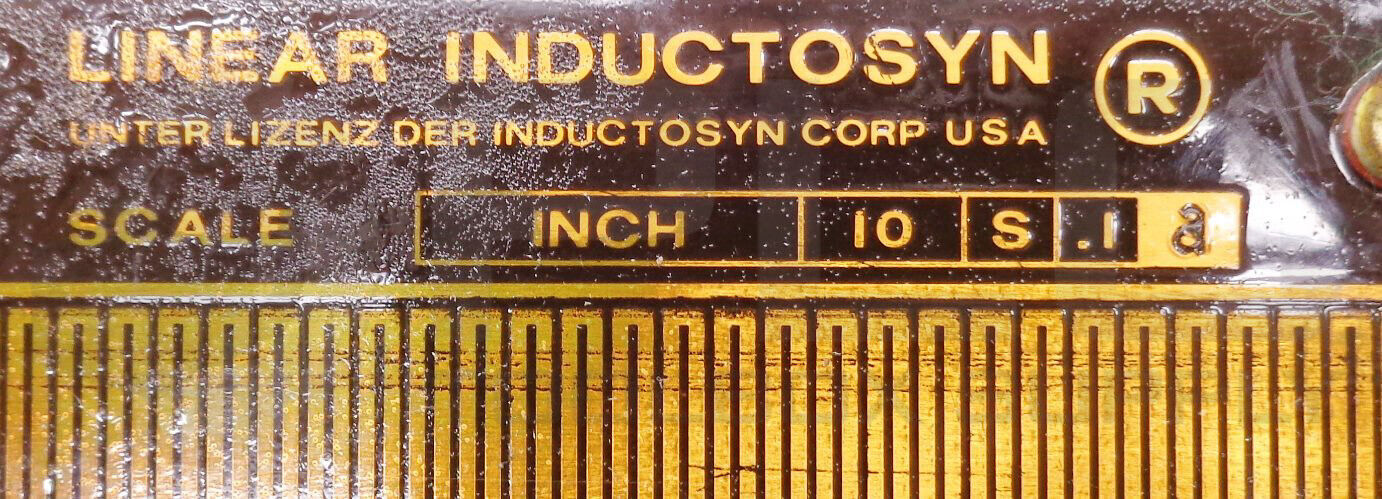 LINEAR INDUCTOSYN ®
UNTER LIZENZ DER INDUCTOSYN CORP USA
SCALE INCH 10 S .1 a